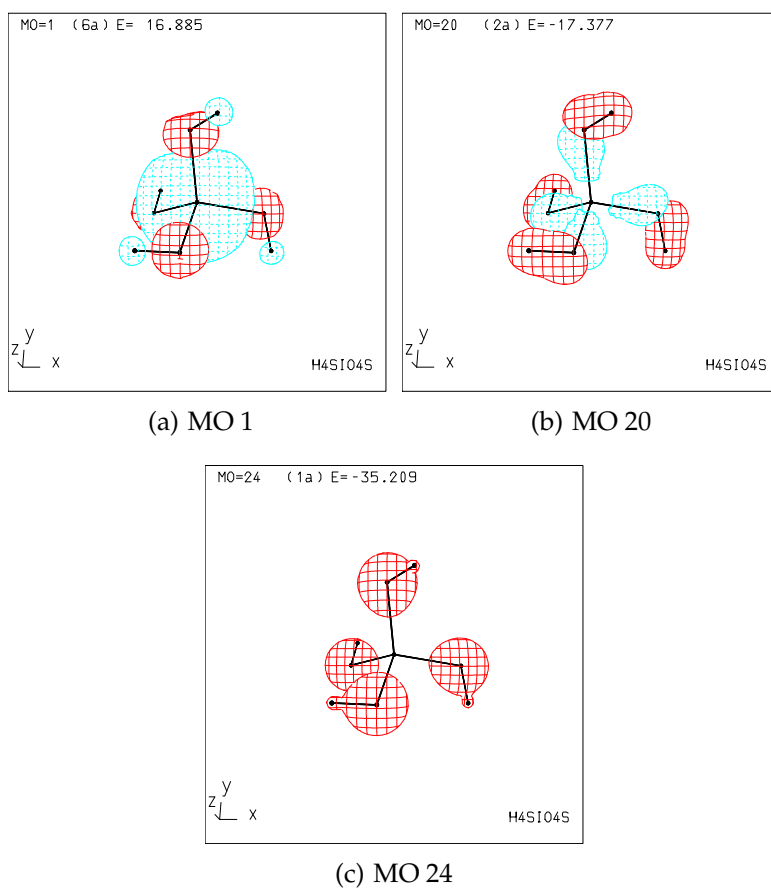 MO=1 (6a) E= 16.885
y
z x
H4SIO4S
(a) MO 1
MO=20 (2a) E=-17.377
y
z x
H4SIO4S
(b) MO 20
MO=24 (1a) E=-35.209
y
z x
H4SIO4S
(c) MO 24